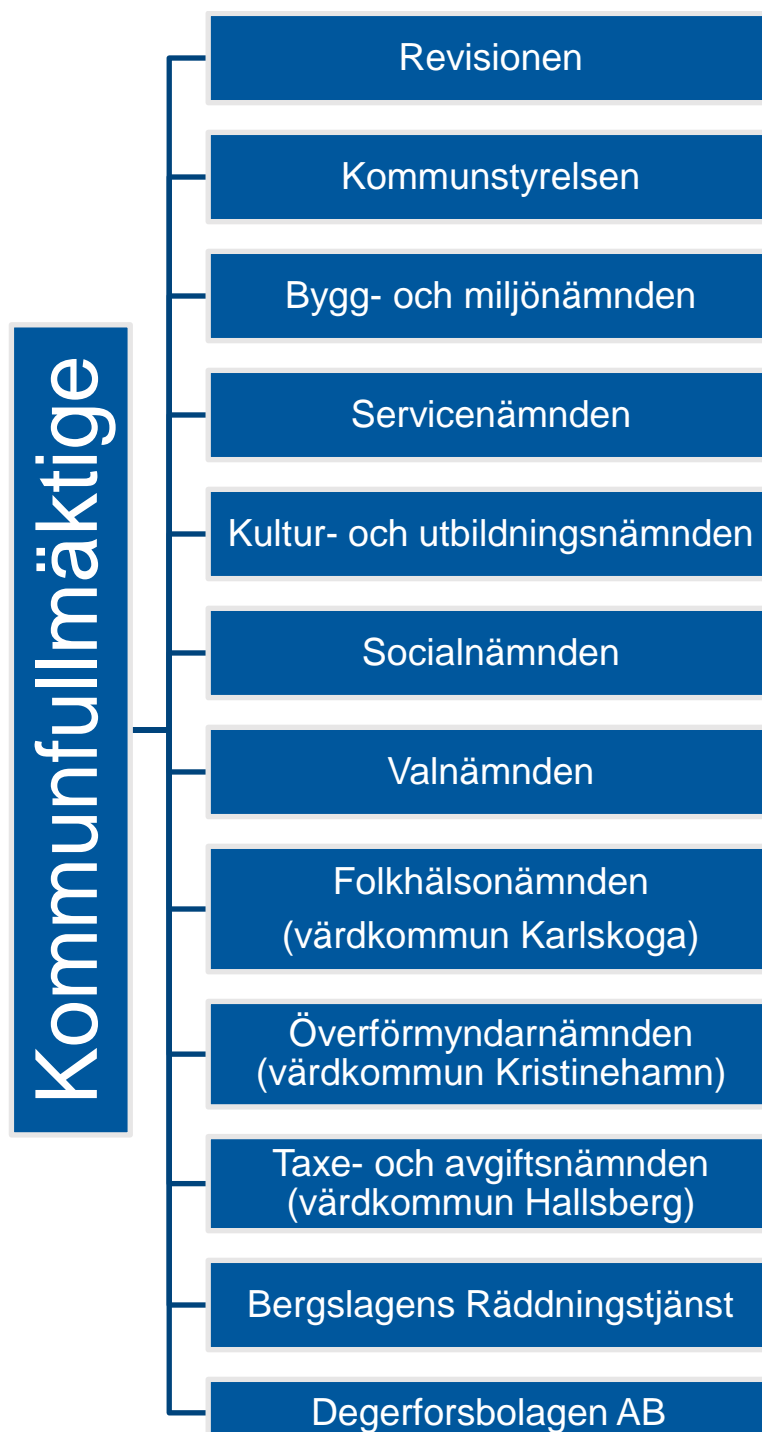 Kommunfullmäktige
Revisionen
Kommunstyrelsen
Bygg- och miljönämnden
Servicenämnden
Kultur- och utbildningsnämnden
Socialnämnden
Valnämnden
Folkhälsonämnden
(värdkommun Karlskoga)
Överförmyndarnämnden
(värdkommun Kristinehamn)
Taxe- och avgiftsnämnden
(värdkommun Hallsberg)
Bergslagens Räddningstjänst
Degerforsbolagen AB